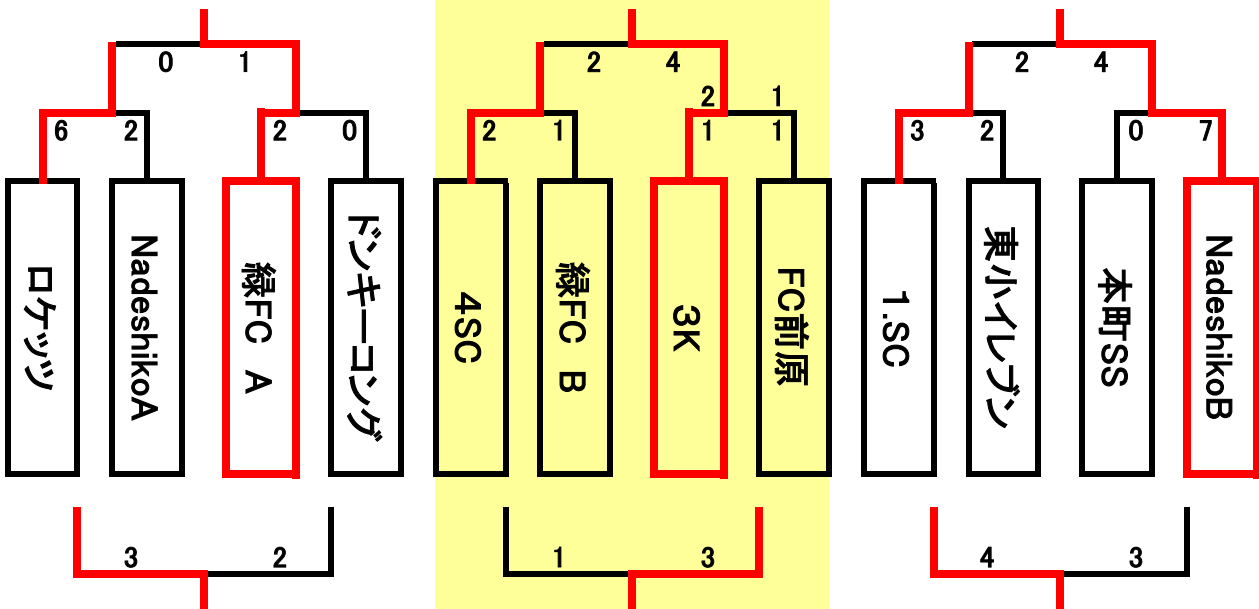 0 1
2 4
2 4
2 1
6 2
2 0
2 1
1 1
3 2
0 7
ロケッツ
NadeshikoA
緑FC A
ドンキーコング
4SC
緑FC B
3K
FC前原
1.SC
東小イレブン
本町SS
NadeshikoB
3 2
1 3
4 3